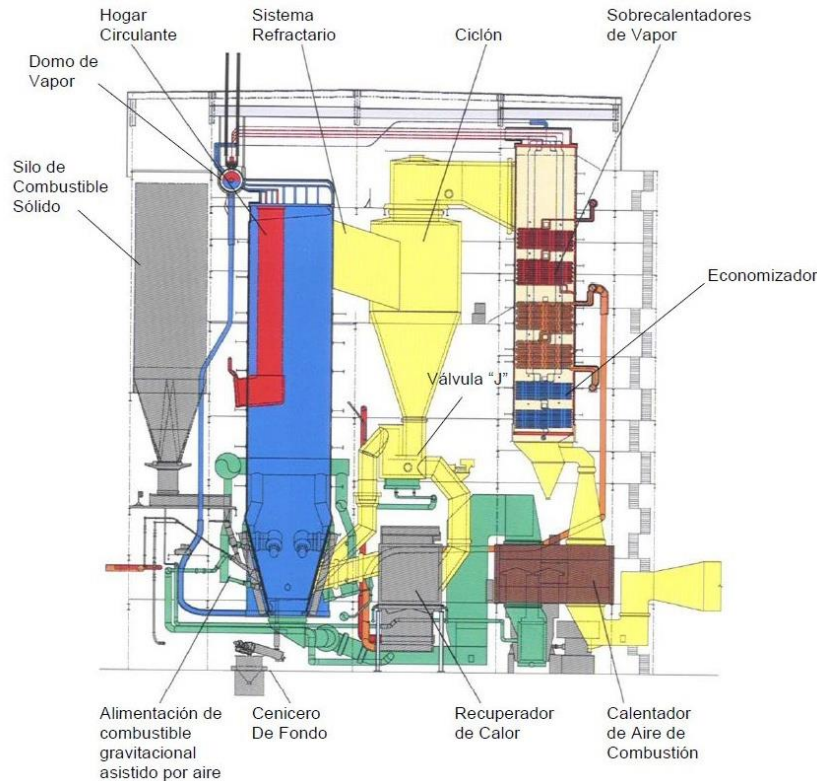 Hogar
Circulante
Sistema
Refractario
Ciclón
Sobrecalentadores
de Vapor
Domo de
Vapor
Silo de
Combustible
Sólido
Economizador
Válvula “J”
Alimentación de
combustible
gravitacional
asistido por aire
Cenicero
De Fondo
Recuperador
de Calor
Calentador
de Aire de
Combustión